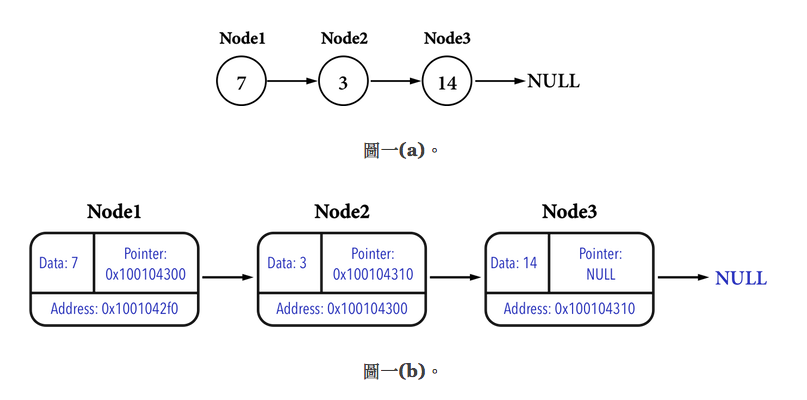 Node1 Node2 Node3
7 3 14 NULL
圖一(a)。
Node1 Node2 Node3
Data: 7 Pointer: 0x100104300 Data: 3 Pointer: 0x100104310 Data: 14 Pointer: NULL NULL
Address: 0x1001042f0 Address: 0x100104300 Address: 0x100104310
圖一(b)。